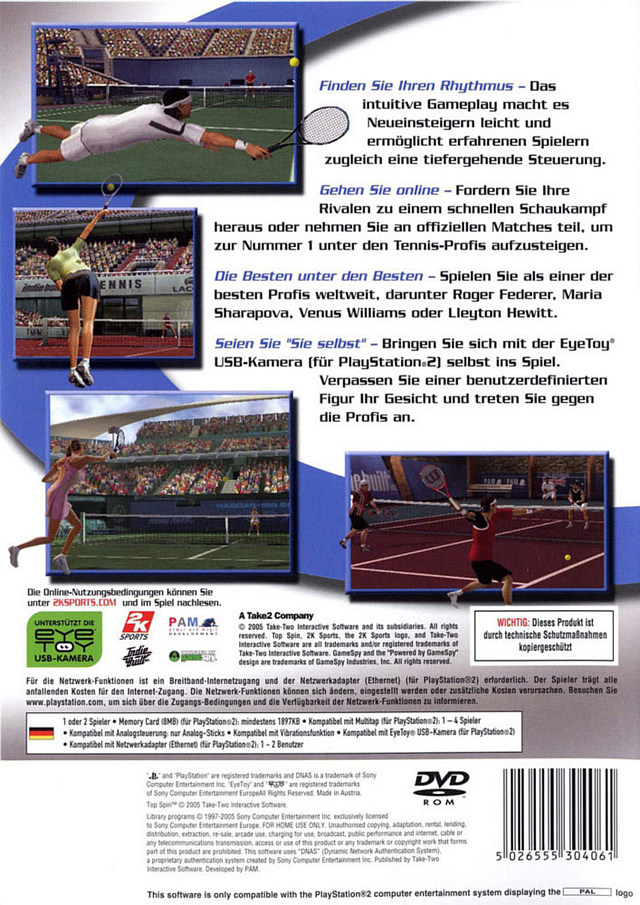 Finden Sie Ihren Rhythmus – Das
intuitive Gameplay macht es
Neueinsteigern leicht und
ermöglicht erfahrenen Spielern
zugleich eine tiefergehende Steuerung.
Gehen Sie online – Fordern Sie Ihre
Rivalen zu einem schnellen Schaukampf
heraus oder nehmen Sie an offiziellen Matches teil, um
zur Nummer 1 unter den Tennis-Profis aufzusteigen.
Die Besten unter den Besten – Spielen Sie als einer der
besten Profis weltweit, darunter Roger Federer, Maria
Sharapova, Venus Williams oder Lleyton Hewitt.
Seien Sie "Sie selbst" – Bringen Sie sich mit der EyeToy®
USB-Kamera (für PlayStation®2) selbst ins Spiel.
Verpassen Sie einer benutzerdefinierten
Figur Ihr Gesicht und treten Sie gegen
die Profis an.
TENNIS
LAC
Die Online-Nutzungsbedingungen können Sie
unter 2KSPORTS.COM und im Spiel nachlesen.
UNTERSTÜTZT DIE
EYE
TOY
USB-KAMERA
2K
SPORTS
Indie
Built
PAM
DEVELOPMENT
A Take2 Company
© 2005 Take-Two Interactive Software and its subsidiaries. All rights
reserved. Top Spin, 2K Sports, the 2K Sports logo, and Take-Two
Interactive Software are all trademarks and/or registered trademarks of
Take-Two Interactive Software. GameSpy and the "Powered by GameSpy"
design are trademarks of GameSpy Industries, Inc. All rights reserved.
WICHTIG: Dieses Produkt ist
durch technische Schutzmaßnahmen
kopiergeschützt
Für die Netzwerk-Funktionen ist ein Breitband-Internetzugang und der Netzwerkadapter (Ethernet) (für PlayStation®2) erforderlich. Der Spieler trägt alle
anfallenden Kosten für den Internet-Zugang. Die Netzwerk-Funktionen können sich ändern, eingestellt werden oder zusätzliche Kosten verursachen. Besuchen Sie
www.playstation.com, um sich über die Zugangs-Bedingungen und die Verfügbarkeit der Netzwerk-Funktionen zu informieren.
1 oder 2 Spieler • Memory Card (8MB) (für PlayStation®2): mindestens 1897KB • Kompatibel mit Multitap (für PlayStation®2): 1 – 4 Spieler
• Kompatibel mit Analogsteuerung: nur Analog-Sticks • Kompatibel mit Vibrationsfunktion • Kompatibel mit EyeToy® USB-Kamera (für PlayStation®2)
• Kompatibel mit Netzwerkadapter (Ethernet) (für PlayStation®2): 1 - 2 Benutzer
" " and "PlayStation" are registered trademarks and DNAS is a trademark of Sony
Computer Entertainment Inc. "EyeToy" and " " are registered trademarks
of Sony Computer Entertainment EuropeAll Rights Reserved. Made in Austria.
Top Spin™ © 2005 Take-Two Interactive Software.
Library programs © 1997-2005 Sony Computer Entertainment Inc. exclusively licensed
to Sony Computer Entertainment Europe. FOR HOME USE ONLY. Unauthorised copying, adaptation, rental, lending,
distribution, extraction, re-sale, arcade use, charging for use, broadcast, public performance and internet, cable or
any telecommunications transmission, access or use of this product or any trademark or copyright work that forms
part of this product are prohibited. This software uses "DNAS" (Dynamic Network Authentication System),
a proprietary authentication system created by Sony Computer Entertainment Inc. Published by Take-Two
Interactive Software. Developed by PAM.
DVD
ROM
5 026555 304061
This software is only compatible with the PlayStation®2 computer entertainment system displaying the PAL logo